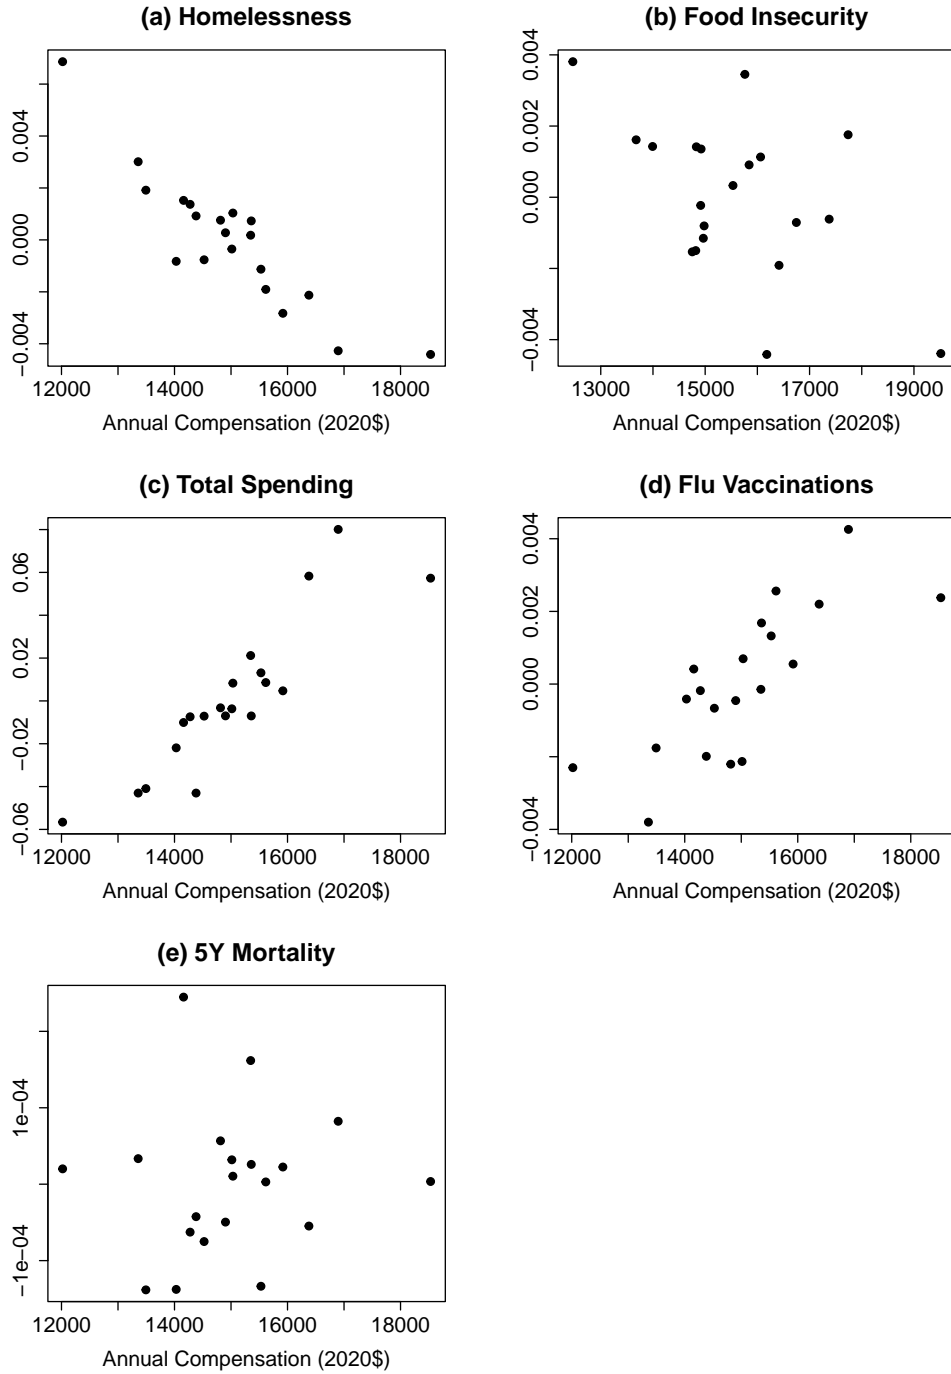 (a) Homelessness
0.004
0.000
−0.004
12000 14000 16000 18000
Annual Compensation (2020$)
(b) Food Insecurity
0.004
0.002
0.000
−0.004
13000 15000 17000 19000
Annual Compensation (2020$)
(c) Total Spending
0.06
0.02
−0.02
−0.06
12000 14000 16000 18000
Annual Compensation (2020$)
(d) Flu Vaccinations
0.004
0.002
0.000
−0.004
12000 14000 16000 18000
Annual Compensation (2020$)
(e) 5Y Mortality
1e−04
−1e−04
12000 14000 16000 18000
Annual Compensation (2020$)